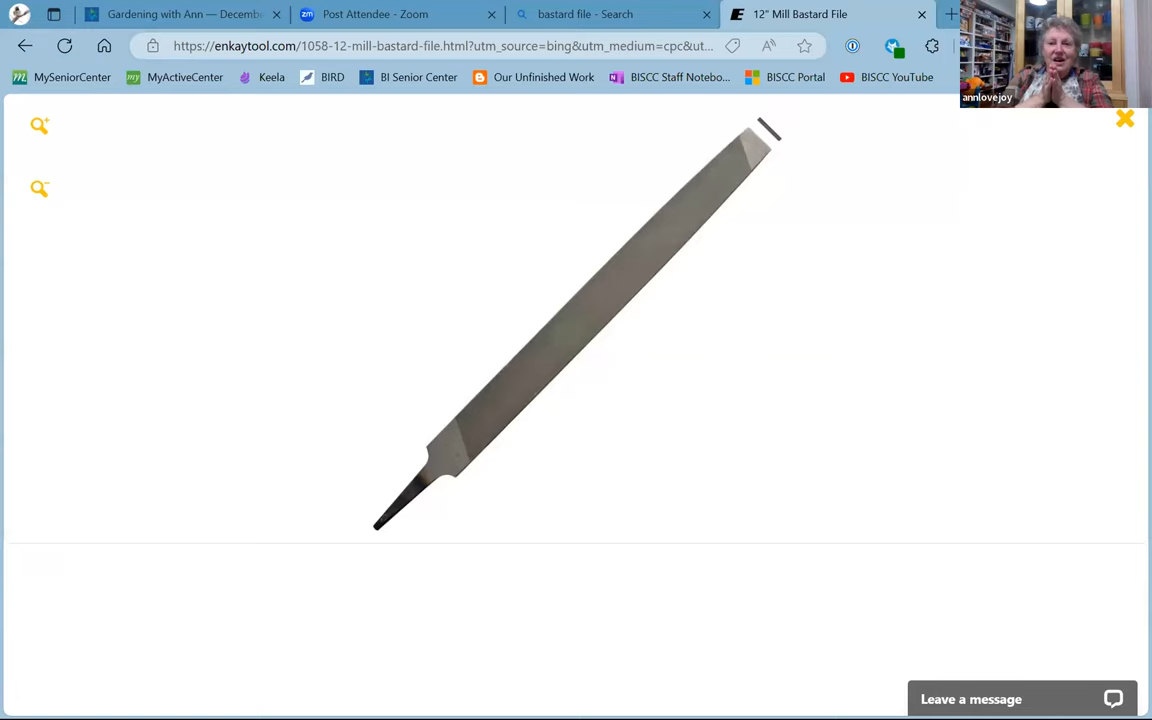 Gardening with Ann — Decembe
Post Attendee - Zoom
bastard file - Search
12" Mill Bastard File
https://enkaytool.com/1058-12-mill-bastard-file.html?utm_source=bing&utm_medium=cpc&ut...
MySeniorCenter
MyActiveCenter
Keela
BIRD
BI Senior Center
Our Unfinished Work
BISCC Staff Notebo...
BISCC Portal
BISCC YouTube
annlovejoy
Leave a message